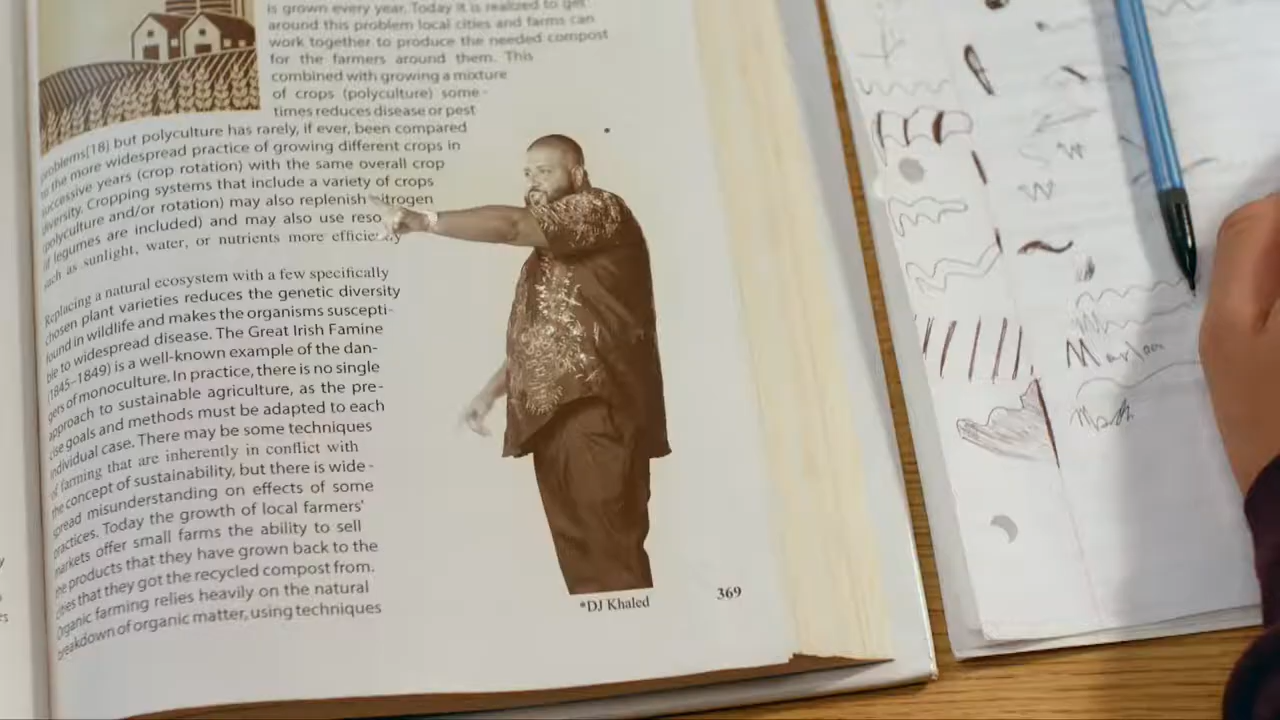 is grown every year. Today it is realized to get
around this problem local cities and farms can
work together to produce the needed compost
for the farmers around them. This
combined with growing a mixture
of crops (polyculture) some-
times reduces disease or pest
problems[18] but polyculture has rarely, if ever, been compared
to the more widespread practice of growing different crops in
successive years (crop rotation) with the same overall crop
diversity. Cropping systems that include a variety of crops
(polyculture and/or rotation) may also replenish nitrogen
(if legumes are included) and may also use reso
such as sunlight, water, or nutrients more efficiently
Replacing a natural ecosystem with a few specifically
chosen plant varieties reduces the genetic diversity
found in wildlife and makes the organisms suscepti-
ble to widespread disease. The Great Irish Famine
(1845–1849) is a well-known example of the dan-
gers of monoculture. In practice, there is no single
approach to sustainable agriculture, as the pre-
cise goals and methods must be adapted to each
individual case. There may be some techniques
of farming that are inherently in conflict with
the concept of sustainability, but there is wide-
spread misunderstanding on effects of some
practices. Today the growth of local farmers'
markets offer small farms the ability to sell
the products that they have grown back to the
cities that they got the recycled compost from.
Organic farming relies heavily on the natural
breakdown of organic matter, using techniques
*DJ Khaled
369